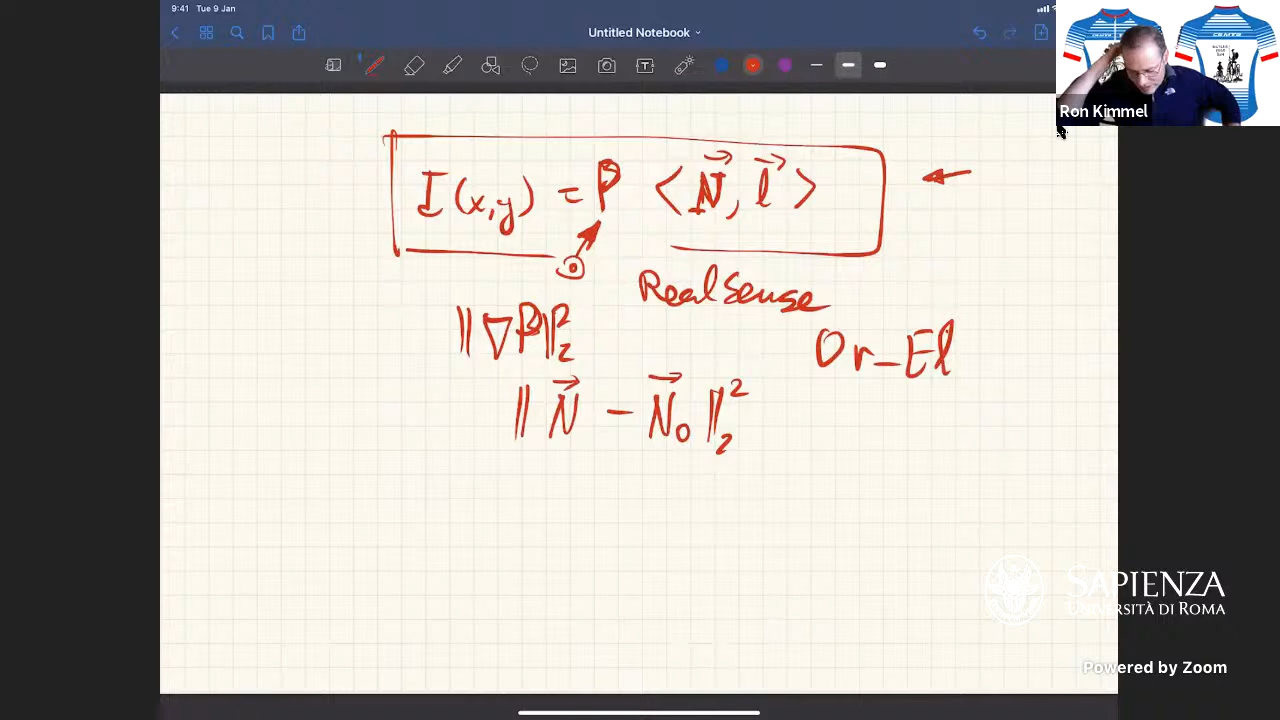 9:41 Tue 9 Jan
Untitled Notebook
Ron Kimmel
I(x,y) = ρ ⟨N⃗, l⃗⟩
RealSense
‖∇ρ‖₂²
Or-El
‖N⃗ - N⃗₀‖₂²
SAPIENZA
UNIVERSITÀ DI ROMA
Powered by Zoom